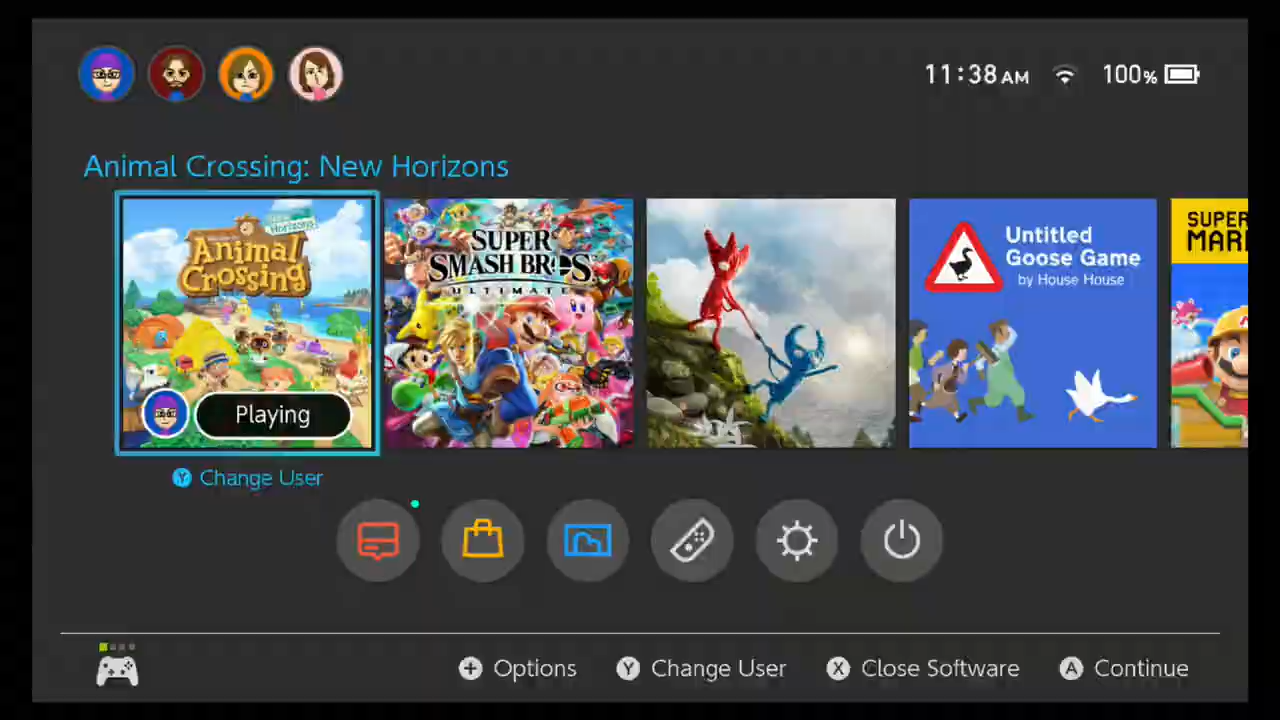 11:38 AM
100%
Animal Crossing: New Horizons
New Horizons
Animal
Crossing
Playing
SUPER
SMASH BROS.
ULTIMATE
Untitled
Goose Game
by House House
SUPER
MARI
Y Change User
+ Options
Y Change User
X Close Software
A Continue